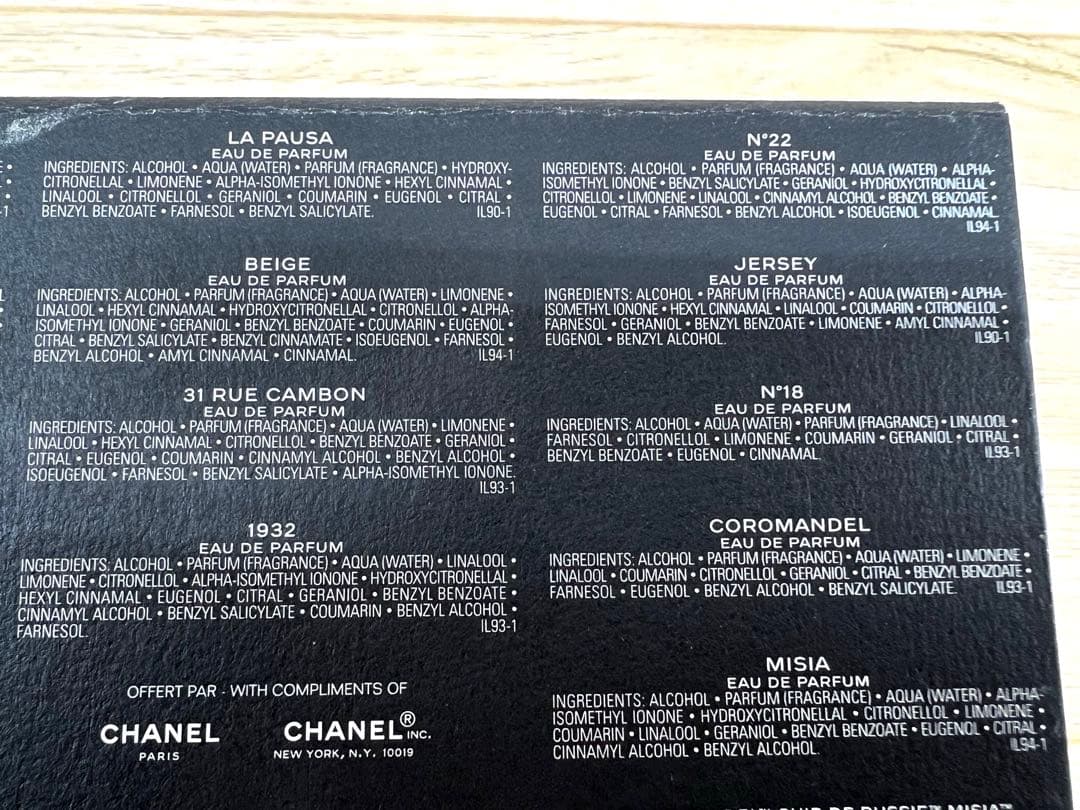 LA PAUSA
EAU DE PARFUM
INGREDIENTS: ALCOHOL • AQUA (WATER) • PARFUM (FRAGRANCE) • HYDROXY-
CITRONELLAL • LIMONENE • ALPHA-ISOMETHYL IONONE • HEXYL CINNAMAL •
LINALOOL • CITRONELLOL • GERANIOL • COUMARIN • EUGENOL • CITRAL •
BENZYL BENZOATE • FARNESOL • BENZYL SALICYLATE.
IL90-1
BEIGE
EAU DE PARFUM
INGREDIENTS: ALCOHOL • PARFUM (FRAGRANCE) • AQUA (WATER) • LIMONENE •
LINALOOL • HEXYL CINNAMAL • HYDROXYCITRONELLAL • CITRONELLOL • ALPHA-
ISOMETHYL IONONE • GERANIOL • BENZYL BENZOATE • COUMARIN • EUGENOL •
CITRAL • BENZYL SALICYLATE • BENZYL CINNAMATE • ISOEUGENOL • FARNESOL •
BENZYL ALCOHOL • AMYL CINNAMAL • CINNAMAL.
IL94-1
31 RUE CAMBON
EAU DE PARFUM
INGREDIENTS: ALCOHOL • PARFUM (FRAGRANCE) • AQUA (WATER) • LIMONENE •
LINALOOL • HEXYL CINNAMAL • CITRONELLOL • BENZYL BENZOATE • GERANIOL •
CITRAL • EUGENOL • COUMARIN • CINNAMYL ALCOHOL • BENZYL ALCOHOL •
ISOEUGENOL • FARNESOL • BENZYL SALICYLATE • ALPHA-ISOMETHYL IONONE.
IL93-1
1932
EAU DE PARFUM
INGREDIENTS: ALCOHOL • PARFUM (FRAGRANCE) • AQUA (WATER) • LINALOOL •
LIMONENE • CITRONELLOL • ALPHA-ISOMETHYL IONONE • HYDROXYCITRONELLAL •
HEXYL CINNAMAL • EUGENOL • CITRAL • GERANIOL • BENZYL BENZOATE •
CINNAMYL ALCOHOL • BENZYL SALICYLATE • COUMARIN • BENZYL ALCOHOL •
FARNESOL.
IL93-1
OFFERT PAR - WITH COMPLIMENTS OF
CHANEL
PARIS
CHANEL® INC.
NEW YORK, N.Y. 10019
N°22
EAU DE PARFUM
INGREDIENTS: ALCOHOL • PARFUM (FRAGRANCE) • AQUA (WATER) • ALPHA-
ISOMETHYL IONONE • BENZYL SALICYLATE • GERANIOL • HYDROXYCITRONELLAL •
CITRONELLOL • LIMONENE • LINALOOL • CINNAMYL ALCOHOL • BENZYL BENZOATE •
EUGENOL • CITRAL • FARNESOL • BENZYL ALCOHOL • ISOEUGENOL • CINNAMAL.
IL94-1
JERSEY
EAU DE PARFUM
INGREDIENTS: ALCOHOL • PARFUM (FRAGRANCE) • AQUA (WATER) • ALPHA-
ISOMETHYL IONONE • HEXYL CINNAMAL • LINALOOL • COUMARIN • CITRONELLOL •
FARNESOL • GERANIOL • BENZYL BENZOATE • LIMONENE • AMYL CINNAMAL •
EUGENOL • BENZYL ALCOHOL.
IL90-1
N°18
EAU DE PARFUM
INGREDIENTS: ALCOHOL • AQUA (WATER) • PARFUM (FRAGRANCE) • LINALOOL •
FARNESOL • CITRONELLOL • LIMONENE • COUMARIN • GERANIOL • CITRAL •
BENZYL BENZOATE • EUGENOL • CINNAMAL.
IL93-1
COROMANDEL
EAU DE PARFUM
INGREDIENTS: ALCOHOL • PARFUM (FRAGRANCE) • AQUA (WATER) • LIMONENE •
LINALOOL • COUMARIN • CITRONELLOL • GERANIOL • CITRAL • BENZYL BENZOATE •
FARNESOL • EUGENOL • BENZYL ALCOHOL • BENZYL SALICYLATE.
IL93-1
MISIA
EAU DE PARFUM
INGREDIENTS: ALCOHOL • PARFUM (FRAGRANCE) • AQUA (WATER) • ALPHA-
ISOMETHYL IONONE • HYDROXYCITRONELLAL • CITRONELLOL • LIMONENE •
COUMARIN • LINALOOL • GERANIOL • BENZYL BENZOATE • EUGENOL • CITRAL •
CINNAMYL ALCOHOL • BENZYL ALCOHOL.
IL94-1